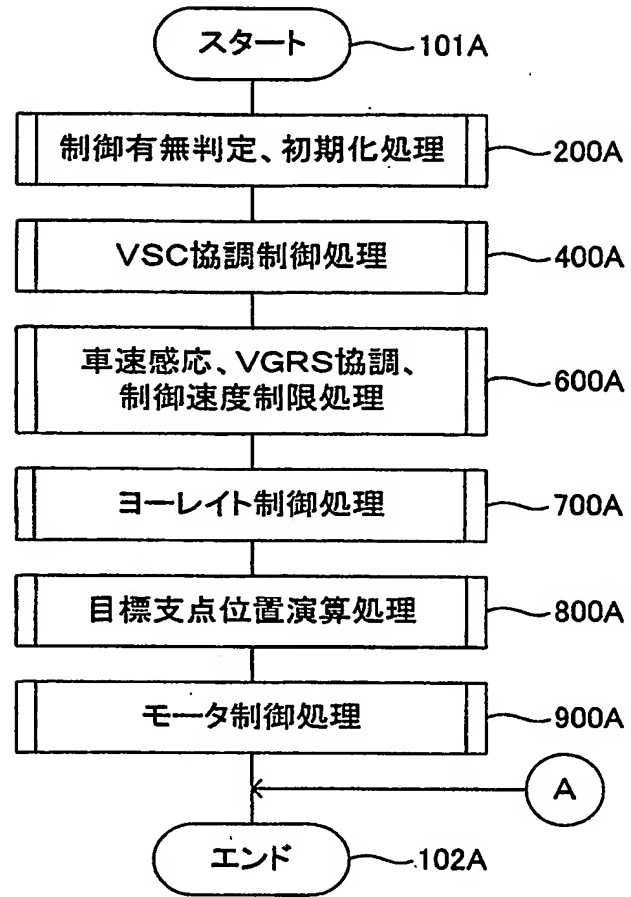 スタート
101A
制御有無判定、初期化処理
200A
VSC協調制御処理
400A
車速感応、VGRS協調、
制御速度制限処理
600A
ヨーレイト制御処理
700A
目標支点位置演算処理
800A
モータ制御処理
900A
A
エンド
102A